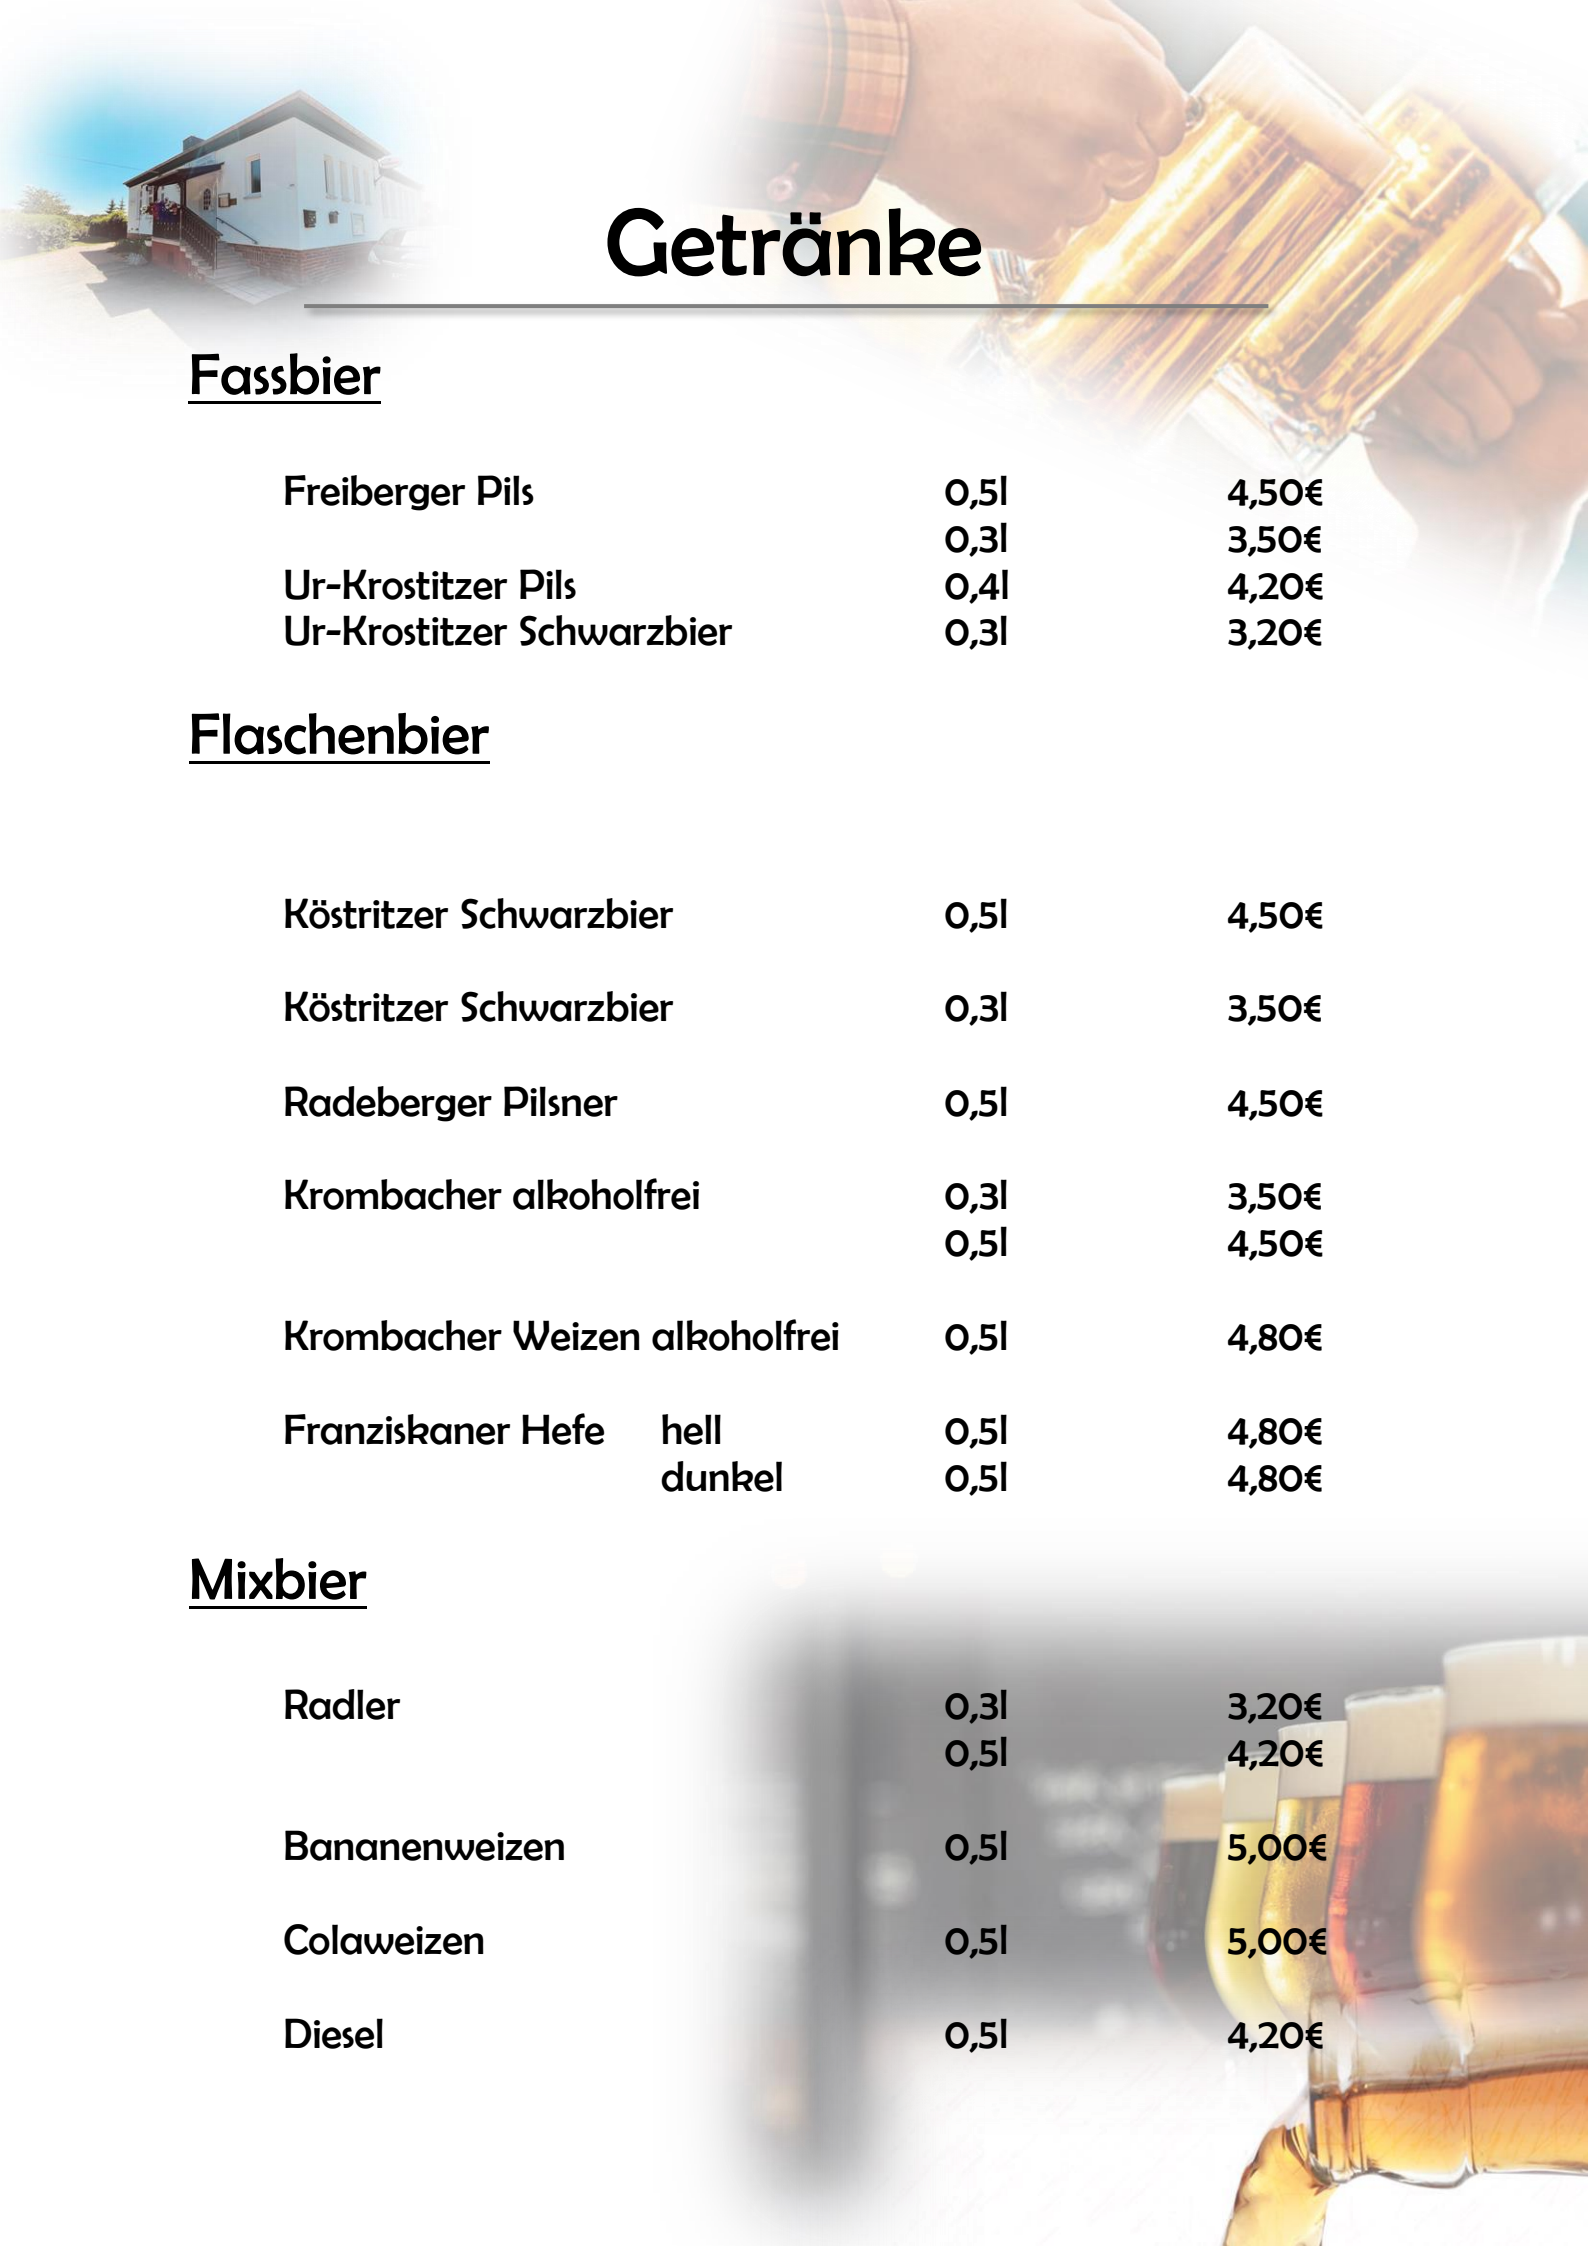 Getränke
Fassbier
Freiberger Pils 0,5l 4,50€
0,3l 3,50€
Ur-Krostitzer Pils 0,4l 4,20€
Ur-Krostitzer Schwarzbier 0,3l 3,20€
Flaschenbier
Köstritzer Schwarzbier 0,5l 4,50€
Köstritzer Schwarzbier 0,3l 3,50€
Radeberger Pilsner 0,5l 4,50€
Krombacher alkoholfrei 0,3l 3,50€
0,5l 4,50€
Krombacher Weizen alkoholfrei 0,5l 4,80€
Franziskaner Hefe hell 0,5l 4,80€
dunkel 0,5l 4,80€
Mixbier
Radler 0,3l 3,20€
0,5l 4,20€
Bananenweizen 0,5l 5,00€
Colaweizen 0,5l 5,00€
Diesel 0,5l 4,20€